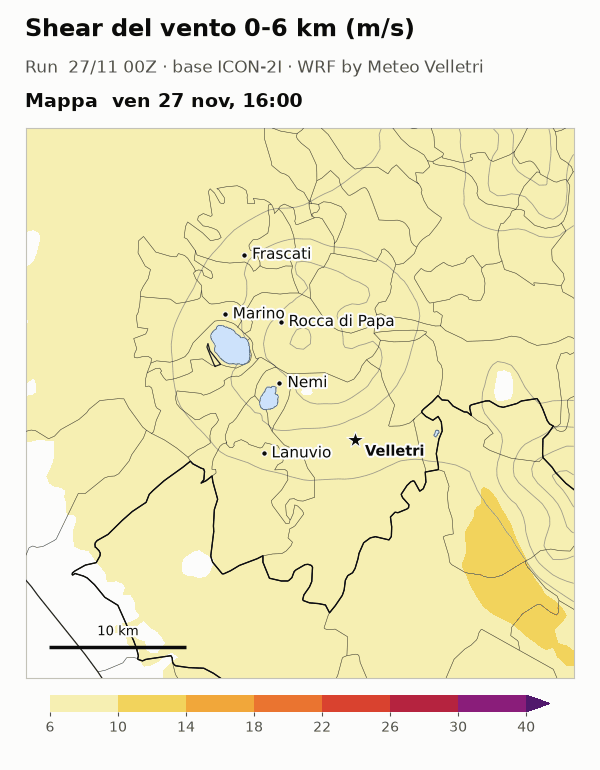 Shear del vento 0-6 km (m/s)
Run  27/11 00Z · base ICON-2I · WRF by Meteo Velletri
Mappa  ven 27 nov, 16:00
Frascati
Marino
Rocca di Papa
Nemi
Velletri
Lanuvio
10 km
6 10 14 18 22 26 30 40